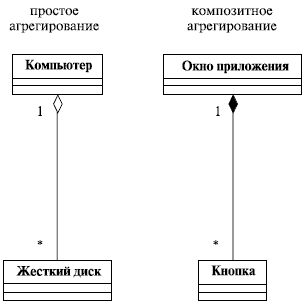 простое
агрегирование
композитное
агрегирование
Компьютер
Окно приложения
1
1
*
*
Жесткий диск
Кнопка